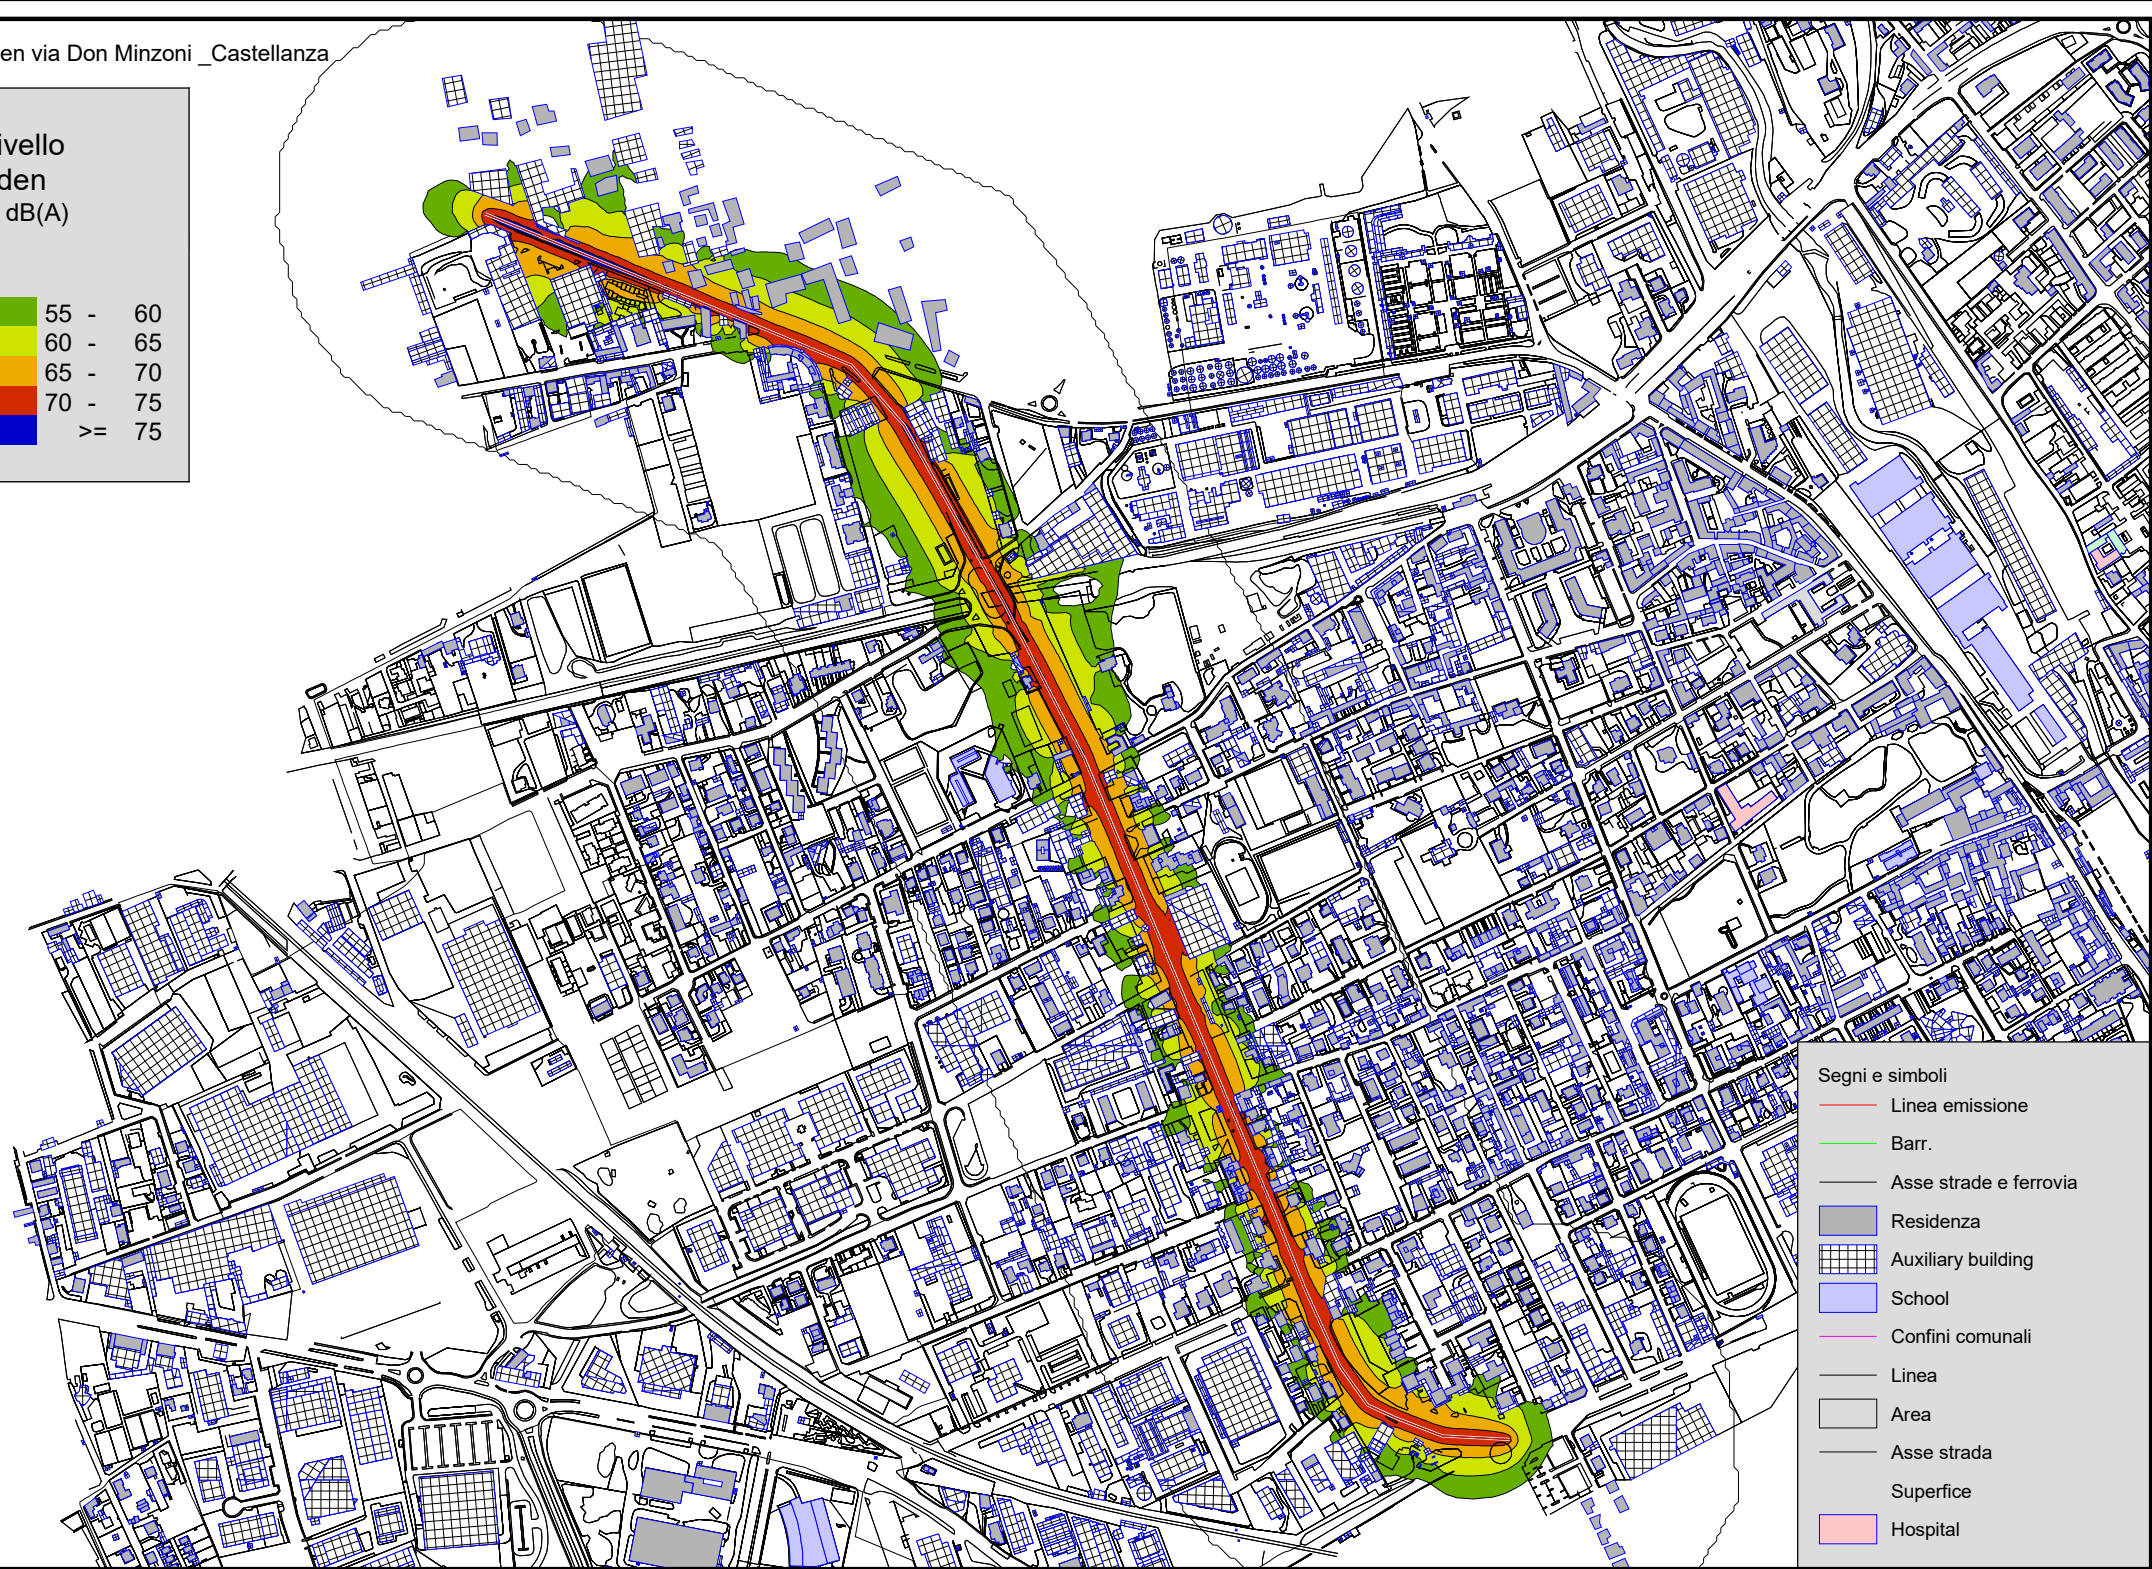 en via Don Minzoni _Castellanza
ivello
den
dB(A)
55 - 60
60 - 65
65 - 70
70 - 75
>= 75
Segni e simboli
Linea emissione
Barr.
Asse strade e ferrovia
Residenza
Auxiliary building
School
Confini comunali
Linea
Area
Asse strada
Superfice
Hospital